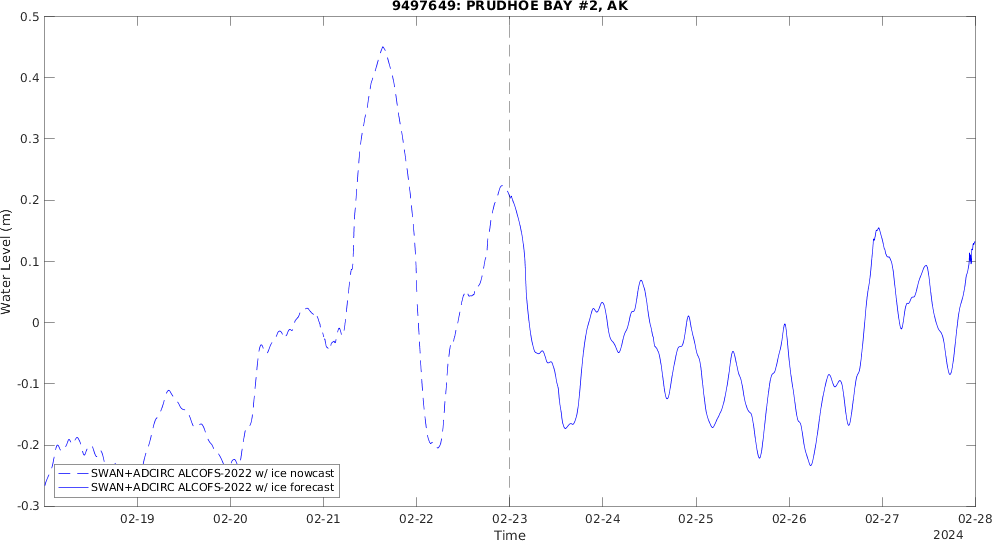 9497649: PRUDHOE BAY #2, AK
0.5
0.4
0.3
0.2
0.1
0
-0.1
-0.2
-0.3
Water Level (m)
SWAN+ADCIRC ALCOFS-2022 w/ ice nowcast
SWAN+ADCIRC ALCOFS-2022 w/ ice forecast
02-19 02-20 02-21 02-22 02-23 02-24 02-25 02-26 02-27 02-28
Time
2024